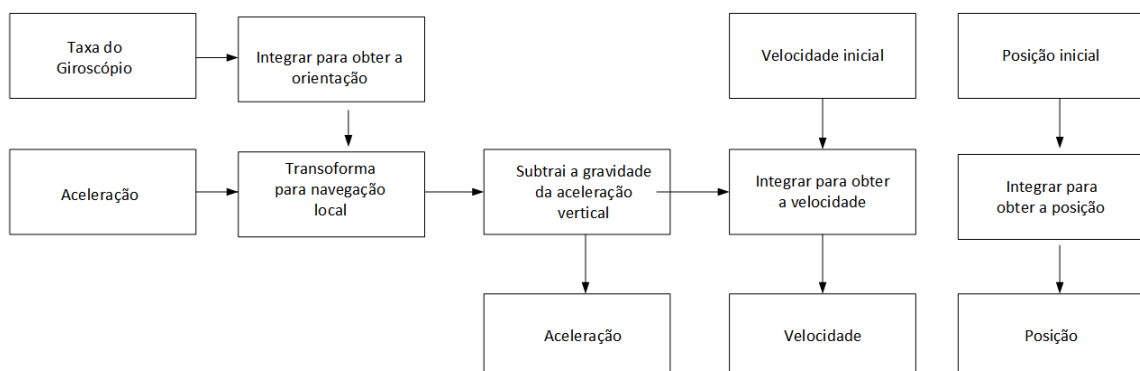 Taxa do
Giroscópio
Integrar para obter a
orientação
Velocidade inicial
Posição inicial
Aceleração
Transoforma
para navegação
local
Subtrai a gravidade
da aceleração
vertical
Integrar para obter
a velocidade
Integrar para
obter a posição
Aceleração
Velocidade
Posição